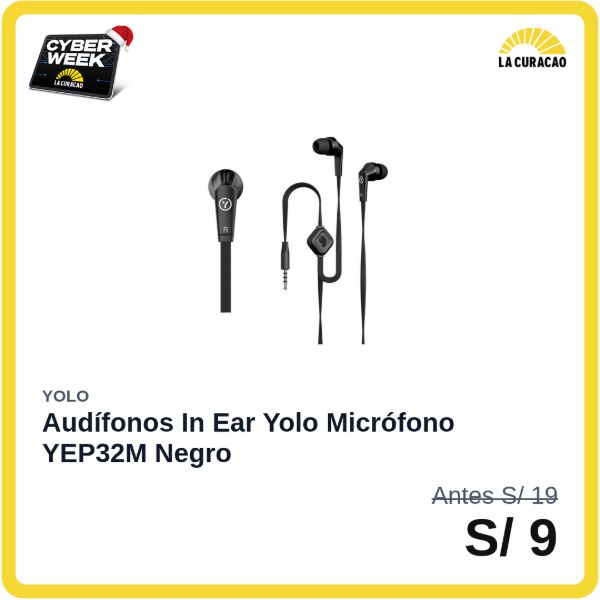 CYBER
WEEK
LA CURACAO
LA CURACAO
Y
R
YOLO
Audífonos In Ear Yolo Micrófono
YEP32M Negro
Antes S/ 19
S/ 9